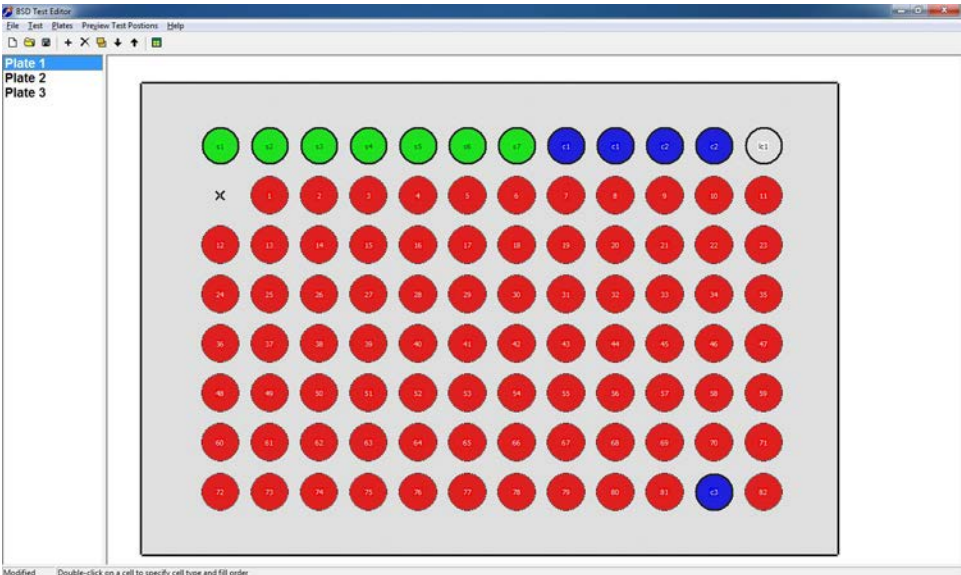 BSD Test Editor
File Test Plates Preview Test Postions Help
Plate 1
Plate 2
Plate 3
s1 s2 s3 s4 s5 s6 s7 c1 c1 c2 c2 lc1
1 2 3 4 5 6 7 8 9 10 11
12 13 14 15 16 17 18 19 20 21 22 23
24 25 26 27 28 29 30 31 32 33 34 35
36 37 38 39 40 41 42 43 44 45 46 47
48 49 50 51 52 53 54 55 56 57 58 59
60 61 62 63 64 65 66 67 68 69 70 71
72 73 74 75 76 77 78 79 80 81 c3 82
Modified Double-click on a cell to specify cell type and fill order